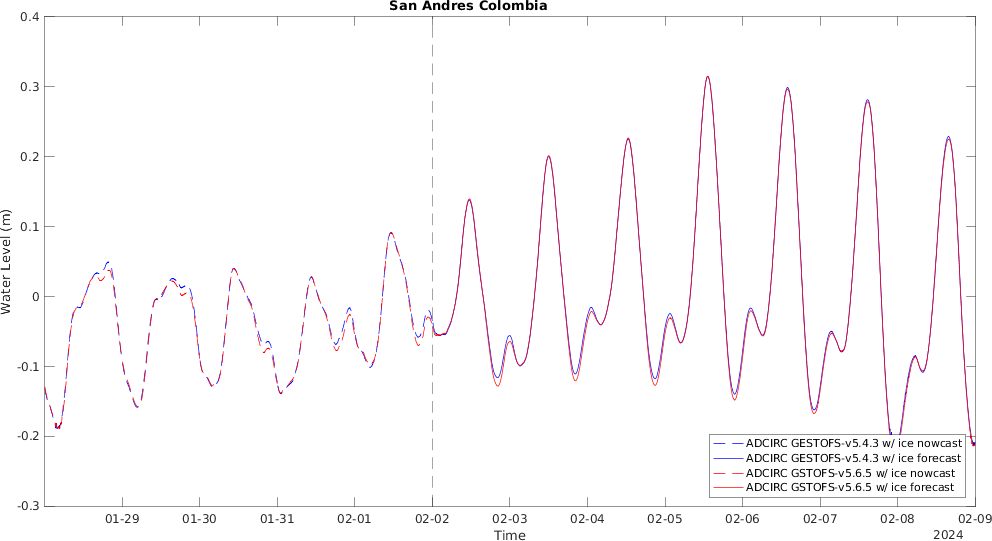 San Andres Colombia
0.4
0.3
0.2
0.1
0
-0.1
-0.2
-0.3
Water Level (m)
ADCIRC GESTOFS-v5.4.3 w/ ice nowcast
ADCIRC GESTOFS-v5.4.3 w/ ice forecast
ADCIRC GSTOFS-v5.6.5 w/ ice nowcast
ADCIRC GSTOFS-v5.6.5 w/ ice forecast
01-29 01-30 01-31 02-01 02-02 02-03 02-04 02-05 02-06 02-07 02-08 02-09
Time
2024